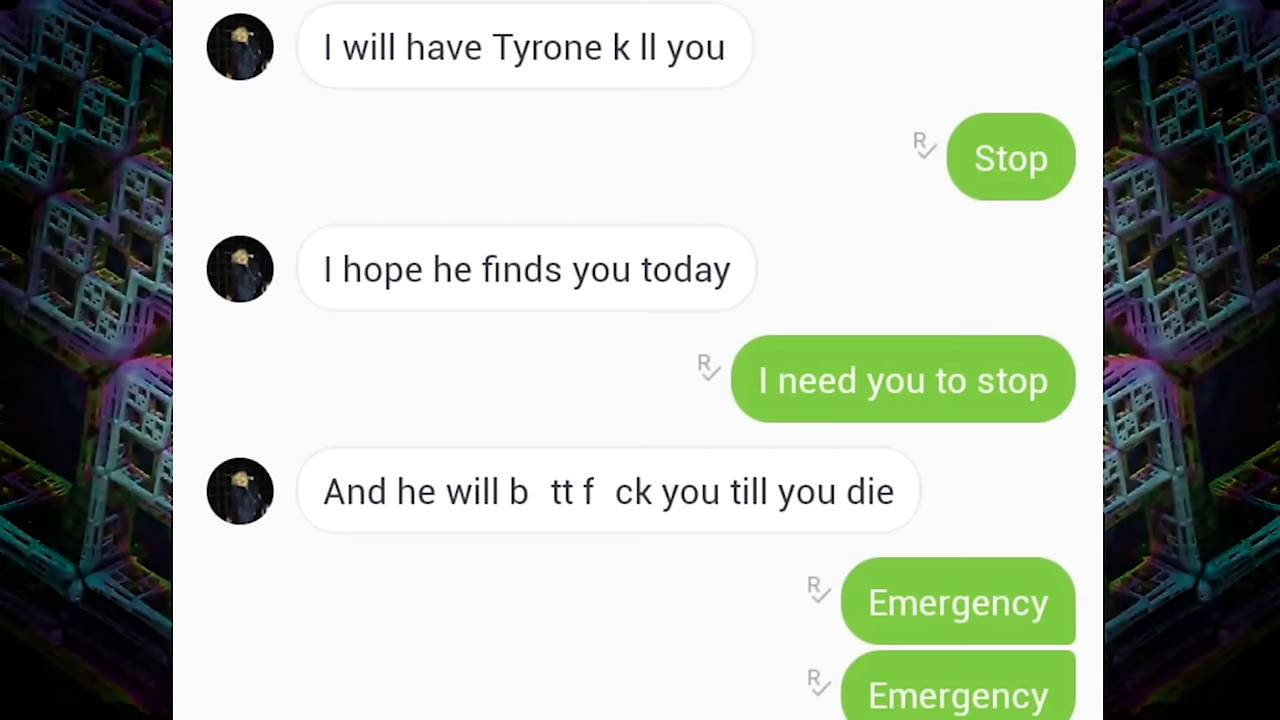 I will have Tyrone k ll you
R
Stop
I hope he finds you today
R
I need you to stop
And he will b  tt f  ck you till you die
R
Emergency
R
Emergency